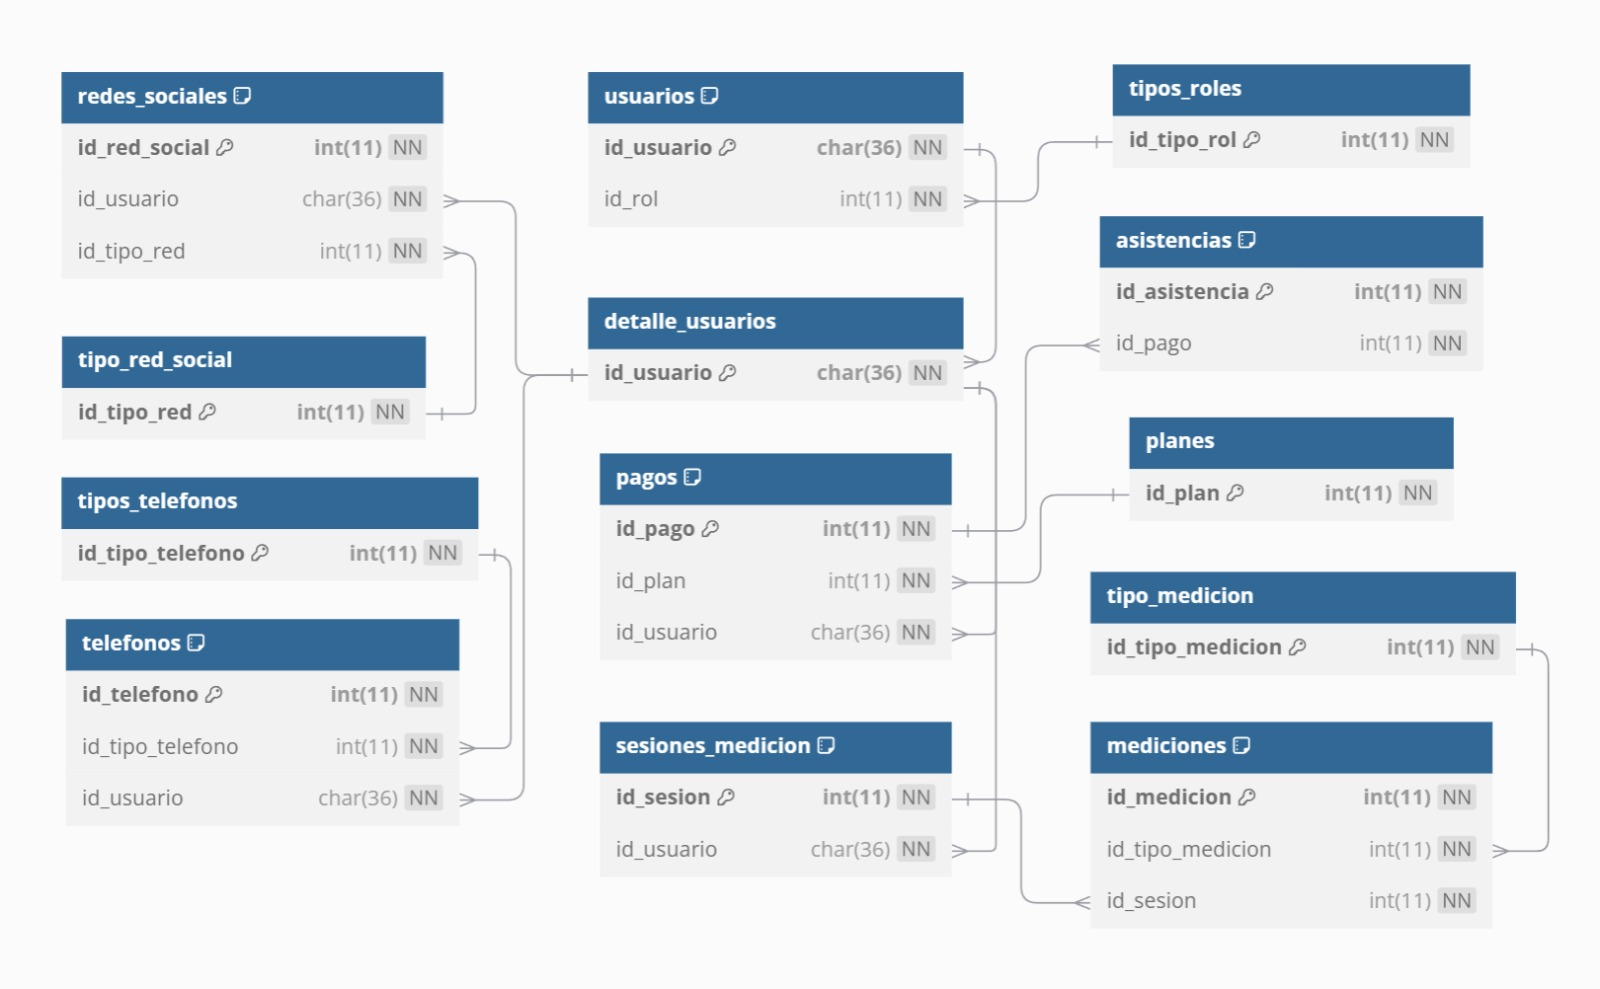 redes_sociales
id_red_social int(11) NN
id_usuario char(36) NN
id_tipo_red int(11) NN
tipo_red_social
id_tipo_red int(11) NN
tipos_telefonos
id_tipo_telefono int(11) NN
telefonos
id_telefono int(11) NN
id_tipo_telefono int(11) NN
id_usuario char(36) NN
usuarios
id_usuario char(36) NN
id_rol int(11) NN
detalle_usuarios
id_usuario char(36) NN
pagos
id_pago int(11) NN
id_plan int(11) NN
id_usuario char(36) NN
sesiones_medicion
id_sesion int(11) NN
id_usuario char(36) NN
tipos_roles
id_tipo_rol int(11) NN
asistencias
id_asistencia int(11) NN
id_pago int(11) NN
planes
id_plan int(11) NN
tipo_medicion
id_tipo_medicion int(11) NN
mediciones
id_medicion int(11) NN
id_tipo_medicion int(11) NN
id_sesion int(11) NN